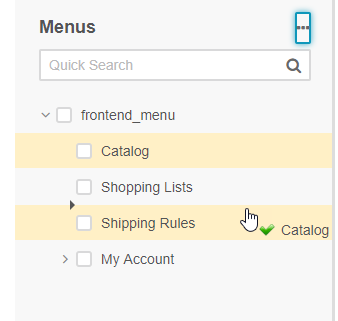 Menus
Quick Search
frontend_menu
Catalog
Shopping Lists
Shipping Rules
Catalog
My Account